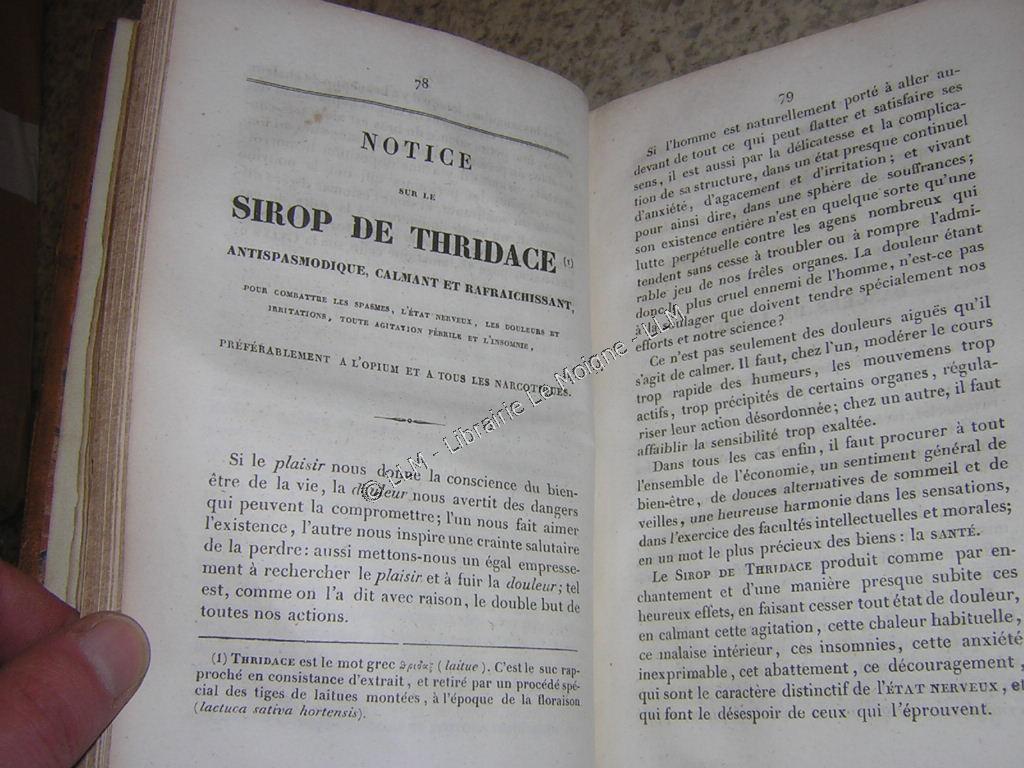 78
NOTICE
SUR LE
SIROP DE THRIDACE (1)
ANTISPASMODIQUE, CALMANT ET RAFRAICHISSANT,
POUR COMBATTRE LES SPASMES, L'ÉTAT NERVEUX, LES DOULEURS ET
IRRITATIONS, TOUTE AGITATION FÉBRILE ET L'INSOMNIE,
PRÉFÉRABLEMENT A L'OPIUM ET A TOUS LES NARCOTIQUES.
Si le plaisir nous donne la conscience du bien-
être de la vie, la douleur nous avertit des dangers
qui peuvent la compromettre; l'un nous fait aimer
l'existence, l'autre nous inspire une crainte salutaire
de la perdre: aussi mettons-nous un égal empresse-
ment à rechercher le plaisir et à fuir la douleur; tel
est, comme on l'a dit avec raison, le double but de
toutes nos actions.
(1) THRIDACE est le mot grec θριδαξ (laitue). C'est le suc rap-
proché en consistance d'extrait, et retiré par un procédé spé-
cial des tiges de laitues montées, à l'époque de la floraison
(lactuca sativa hortensis).
79
Si l'homme est naturellement porté à aller au-
devant de tout ce qui peut flatter et satisfaire ses
sens, il est aussi par la délicatesse et la complica-
tion de sa structure, dans un état presque continuel
d'anxiété, d'agacement et d'irritation; et vivant
pour ainsi dire, dans une sphère de souffrances;
son existence entière n'est en quelque sorte qu'une
lutte perpétuelle contre les agens nombreux qui
tendent sans cesse à troubler ou à rompre l'admi-
rable jeu de nos frêles organes. La douleur étant
donc le plus cruel ennemi de l'homme, n'est-ce pas
à la soulager que doivent tendre spécialement nos
efforts et notre science?
Ce n'est pas seulement des douleurs aiguës qu'il
s'agit de calmer. Il faut, chez l'un, modérer le cours
trop rapide des humeurs, les mouvemens trop
actifs, trop précipités de certains organes, régula-
riser leur action désordonnée; chez un autre, il faut
affaiblir la sensibilité trop exaltée.
Dans tous les cas enfin, il faut procurer à tout
l'ensemble de l'économie, un sentiment général de
bien-être, de douces alternatives de sommeil et de
veilles, une heureuse harmonie dans les sensations,
dans l'exercice des facultés intellectuelles et morales;
en un mot le plus précieux des biens: la SANTÉ.
Le SIROP DE THRIDACE produit comme par en-
chantement et d'une manière presque subite ces
heureux effets, en faisant cesser tout état de douleur,
en calmant cette agitation, cette chaleur habituelle,
ce malaise intérieur, ces insomnies, cette anxiété
inexprimable, cet abattement, ce découragement,
qui sont le caractère distinctif de l'ÉTAT NERVEUX, et
qui font le désespoir de ceux qui l'éprouvent.
© LLM - Librairie Le Moigne - LLM